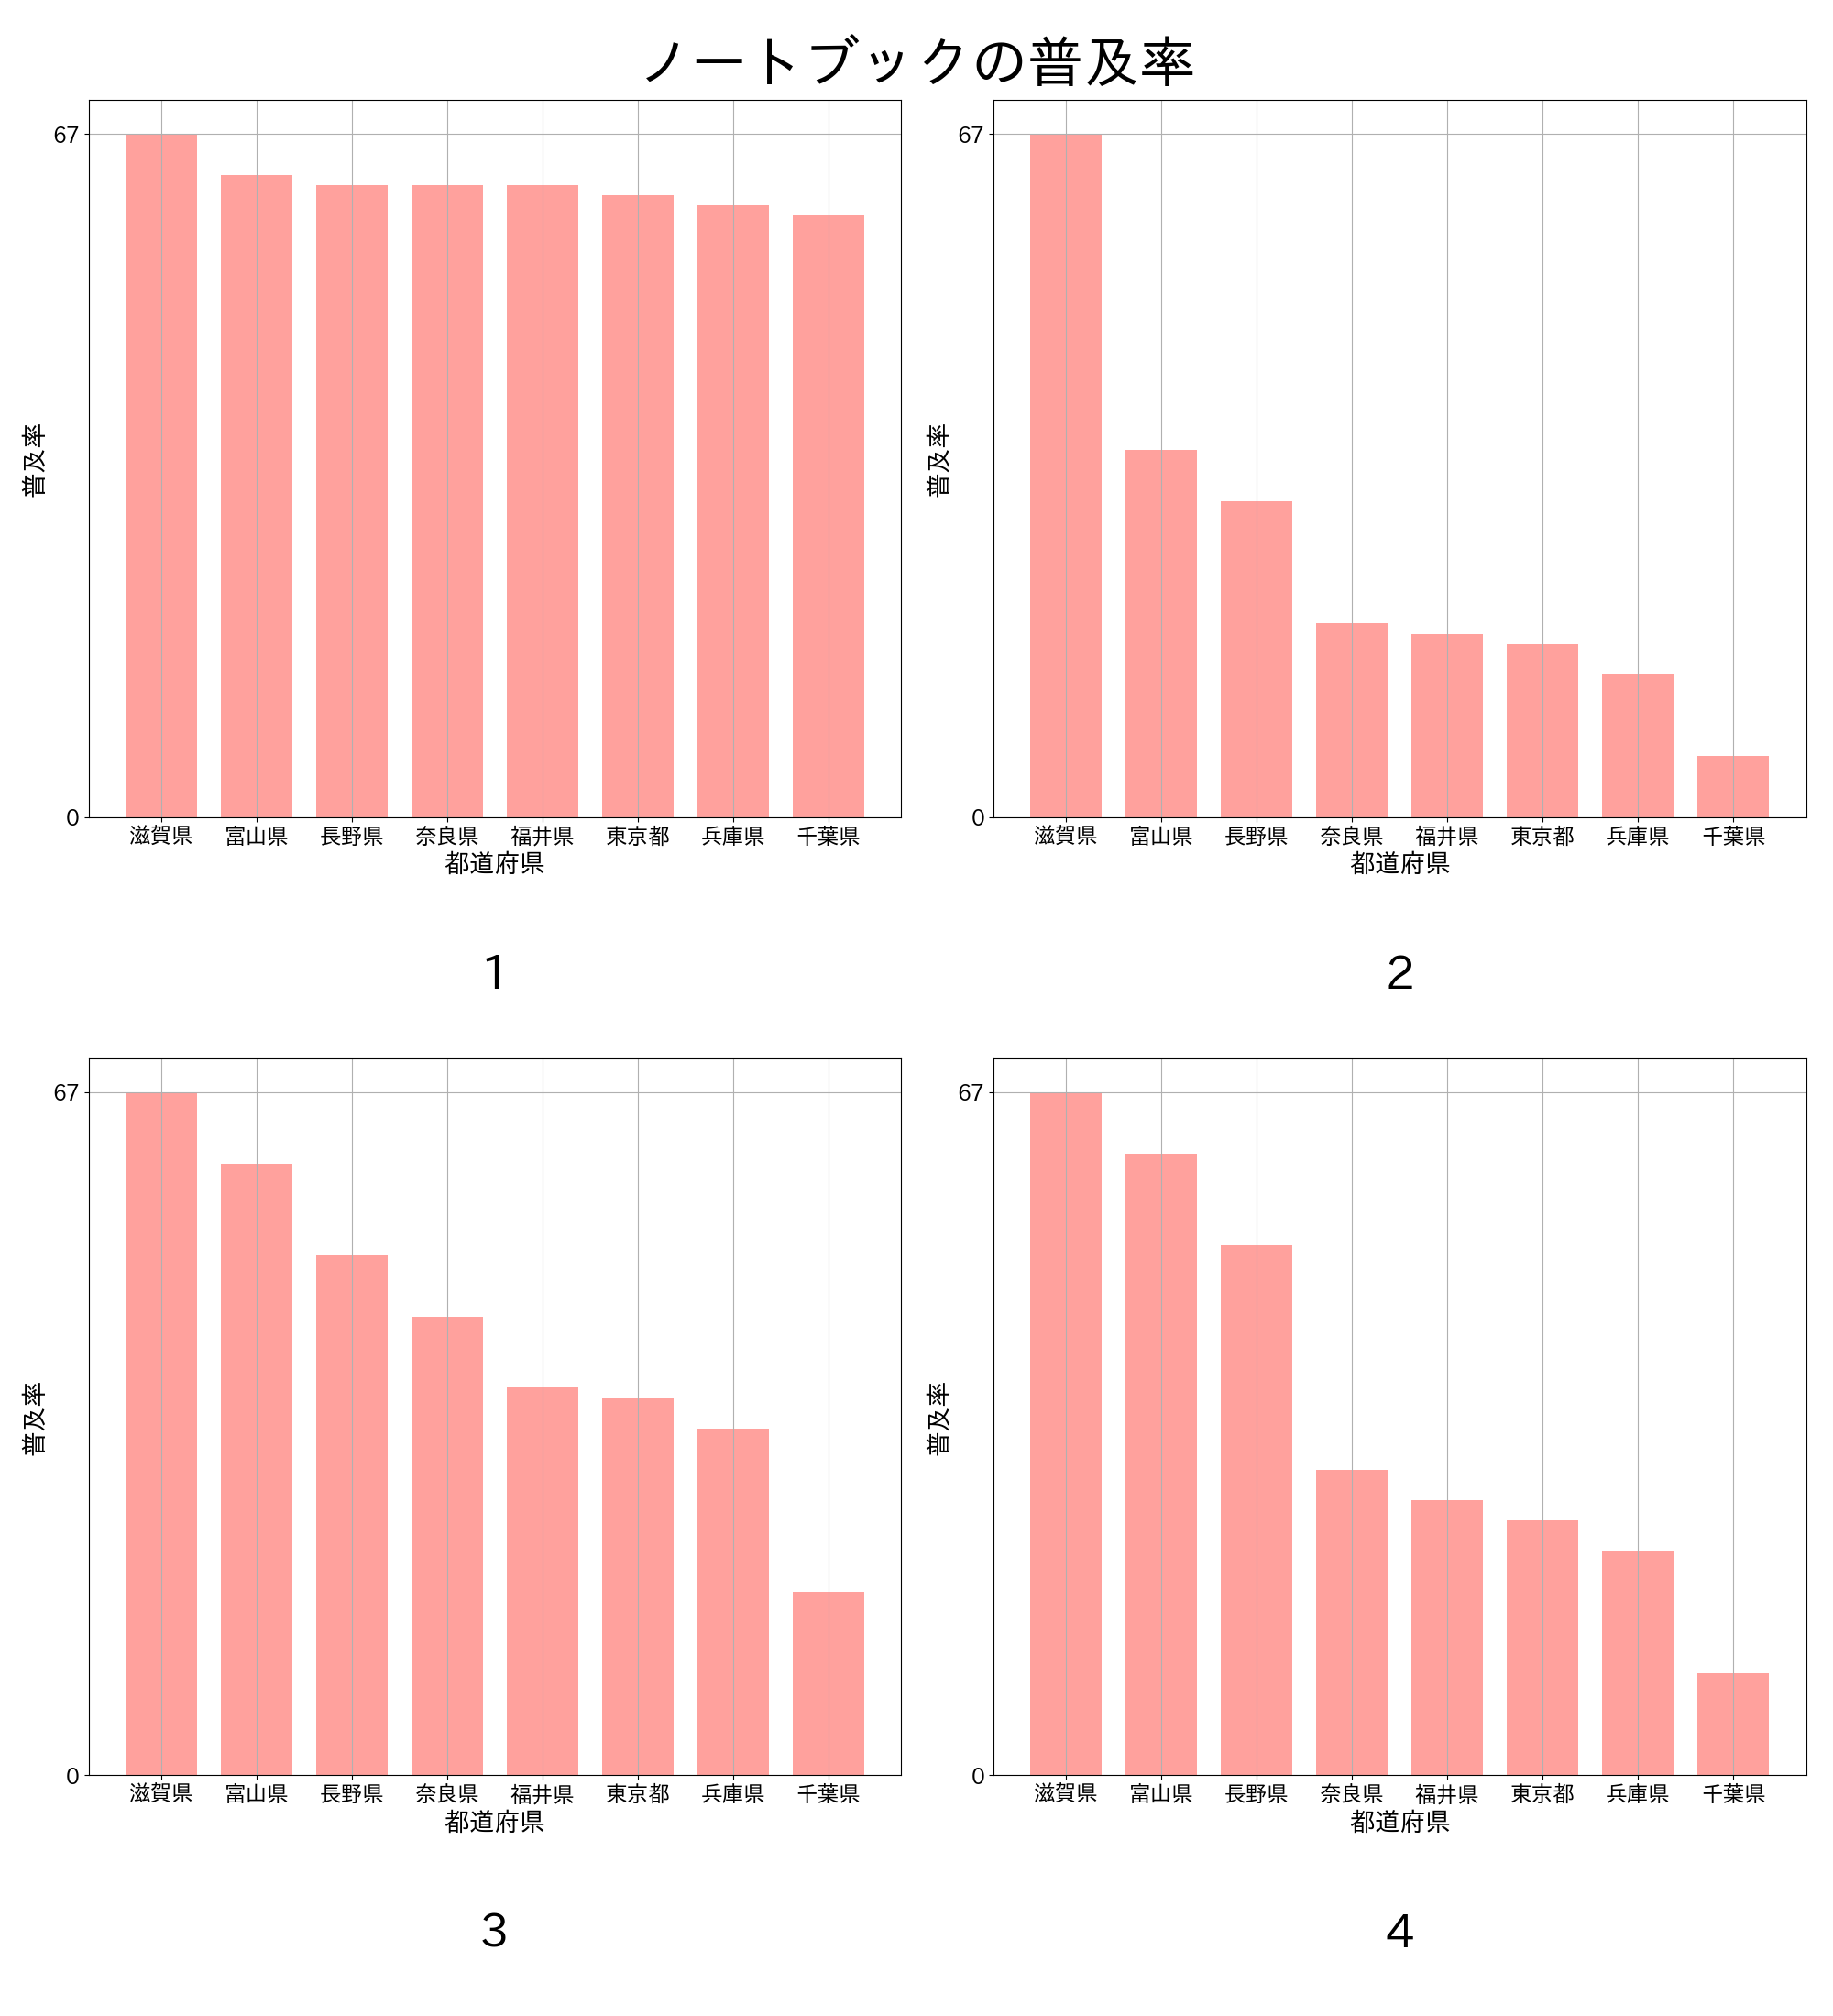 ノートブックの普及率
67
0
普及率
滋賀県 富山県 長野県 奈良県 福井県 東京都 兵庫県 千葉県
都道府県
1
67
0
普及率
滋賀県 富山県 長野県 奈良県 福井県 東京都 兵庫県 千葉県
都道府県
2
67
0
普及率
滋賀県 富山県 長野県 奈良県 福井県 東京都 兵庫県 千葉県
都道府県
3
67
0
普及率
滋賀県 富山県 長野県 奈良県 福井県 東京都 兵庫県 千葉県
都道府県
4